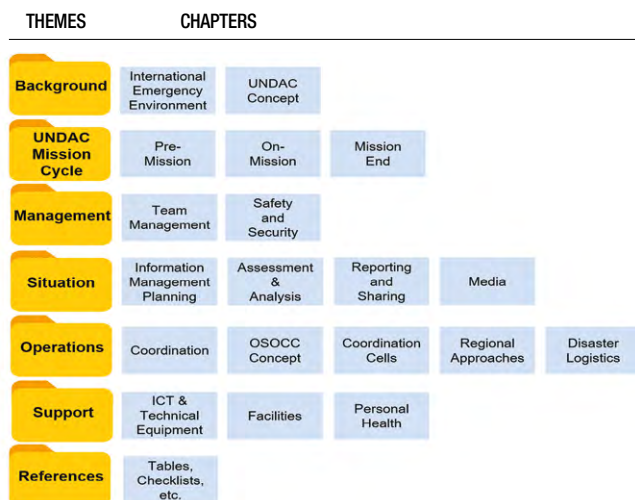 THEMES CHAPTERS
Background
International
Emergency
Environment
UNDAC
Concept
UNDAC
Mission
Cycle
Pre-
Mission
On-
Mission
Mission
End
Management
Team
Management
Safety
and
Security
Situation
Information
Management
Planning
Assessment
&
Analysis
Reporting
and
Sharing
Media
Operations
Coordination
OSOCC
Concept
Coordination
Cells
Regional
Approaches
Disaster
Logistics
Support
ICT &
Technical
Equipment
Facilities
Personal
Health
References
Tables,
Checklists,
etc.